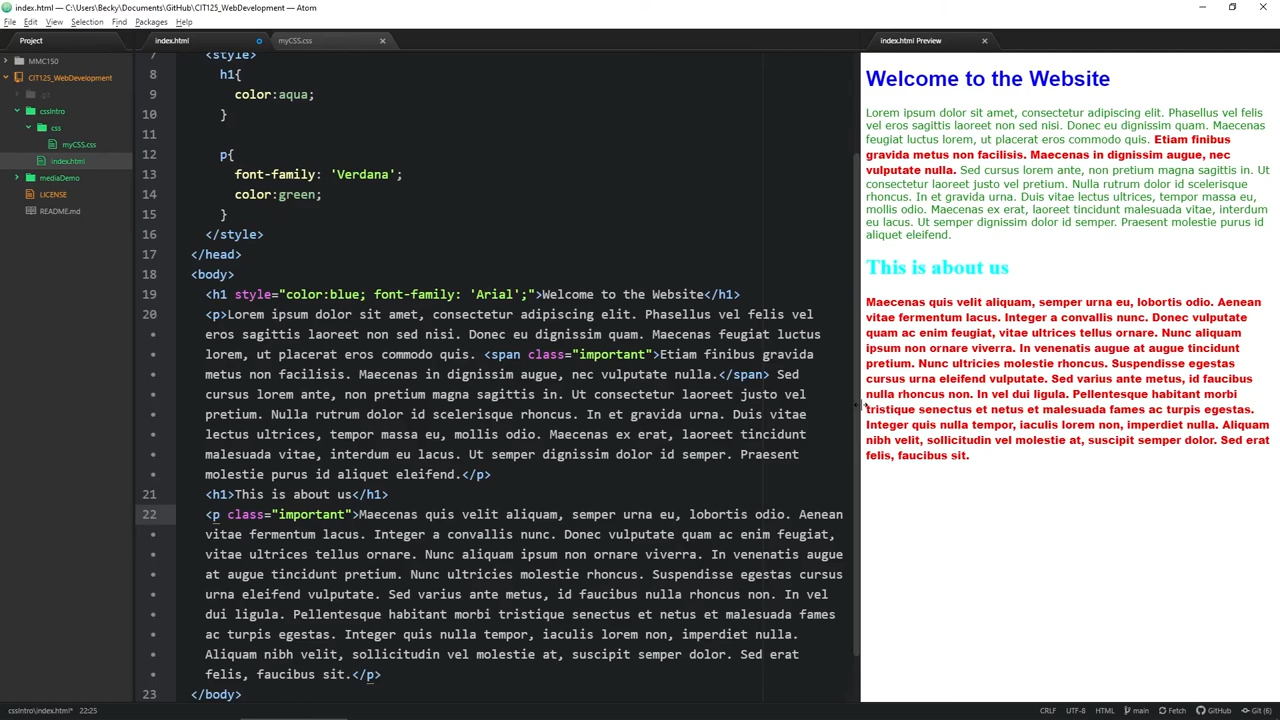 index.html — C:\Users\Becky\Documents\GitHub\CIT125_WebDevelopment — Atom
File Edit View Selection Find Packages Help
Project
MMC150
CIT125_WebDevelopment
.git
cssIntro
css
myCSS.css
index.html
mediaDemo
LICENSE
README.md
index.html
myCSS.css
7 <style>
8 h1{
9 color:aqua;
10 }
11
12 p{
13 font-family: 'Verdana';
14 color:green;
15 }
16 </style>
17 </head>
18 <body>
19 <h1 style="color:blue; font-family: 'Arial';">Welcome to the Website</h1>
20 <p>Lorem ipsum dolor sit amet, consectetur adipiscing elit. Phasellus vel felis vel
eros sagittis laoreet non sed nisi. Donec eu dignissim quam. Maecenas feugiat luctus
lorem, ut placerat eros commodo quis. <span class="important">Etiam finibus gravida
metus non facilisis. Maecenas in dignissim augue, nec vulputate nulla.</span> Sed
cursus lorem ante, non pretium magna sagittis in. Ut consectetur laoreet justo vel
pretium. Nulla rutrum dolor id scelerisque rhoncus. In et gravida urna. Duis vitae
lectus ultrices, tempor massa eu, mollis odio. Maecenas ex erat, laoreet tincidunt
malesuada vitae, interdum eu lacus. Ut semper dignissim dolor id semper. Praesent
molestie purus id aliquet eleifend.</p>
21 <h1>This is about us</h1>
22 <p class="important">Maecenas quis velit aliquam, semper urna eu, lobortis odio. Aenean
vitae fermentum lacus. Integer a convallis nunc. Donec vulputate quam ac enim feugiat,
vitae ultrices tellus ornare. Nunc aliquam ipsum non ornare viverra. In venenatis augue
at augue tincidunt pretium. Nunc ultricies molestie rhoncus. Suspendisse egestas cursus
urna eleifend vulputate. Sed varius ante metus, id faucibus nulla rhoncus non. In vel
dui ligula. Pellentesque habitant morbi tristique senectus et netus et malesuada fames
ac turpis egestas. Integer quis nulla tempor, iaculis lorem non, imperdiet nulla.
Aliquam nibh velit, sollicitudin vel molestie at, suscipit semper dolor. Sed erat
felis, faucibus sit.</p>
23 </body>
index.html Preview
Welcome to the Website
Lorem ipsum dolor sit amet, consectetur adipiscing elit. Phasellus vel felis
vel eros sagittis laoreet non sed nisi. Donec eu dignissim quam. Maecenas
feugiat luctus lorem, ut placerat eros commodo quis. Etiam finibus
gravida metus non facilisis. Maecenas in dignissim augue, nec
vulputate nulla. Sed cursus lorem ante, non pretium magna sagittis in. Ut
consectetur laoreet justo vel pretium. Nulla rutrum dolor id scelerisque
rhoncus. In et gravida urna. Duis vitae lectus ultrices, tempor massa eu,
mollis odio. Maecenas ex erat, laoreet tincidunt malesuada vitae, interdum
eu lacus. Ut semper dignissim dolor id semper. Praesent molestie purus id
aliquet eleifend.
This is about us
Maecenas quis velit aliquam, semper urna eu, lobortis odio. Aenean
vitae fermentum lacus. Integer a convallis nunc. Donec vulputate
quam ac enim feugiat, vitae ultrices tellus ornare. Nunc aliquam
ipsum non ornare viverra. In venenatis augue at augue tincidunt
pretium. Nunc ultricies molestie rhoncus. Suspendisse egestas
cursus urna eleifend vulputate. Sed varius ante metus, id faucibus
nulla rhoncus non. In vel dui ligula. Pellentesque habitant morbi
tristique senectus et netus et malesuada fames ac turpis egestas.
Integer quis nulla tempor, iaculis lorem non, imperdiet nulla. Aliquam
nibh velit, sollicitudin vel molestie at, suscipit semper dolor. Sed erat
felis, faucibus sit.
cssIntro\index.html* 22:25
CRLF UTF-8 HTML main Fetch GitHub Git (6)